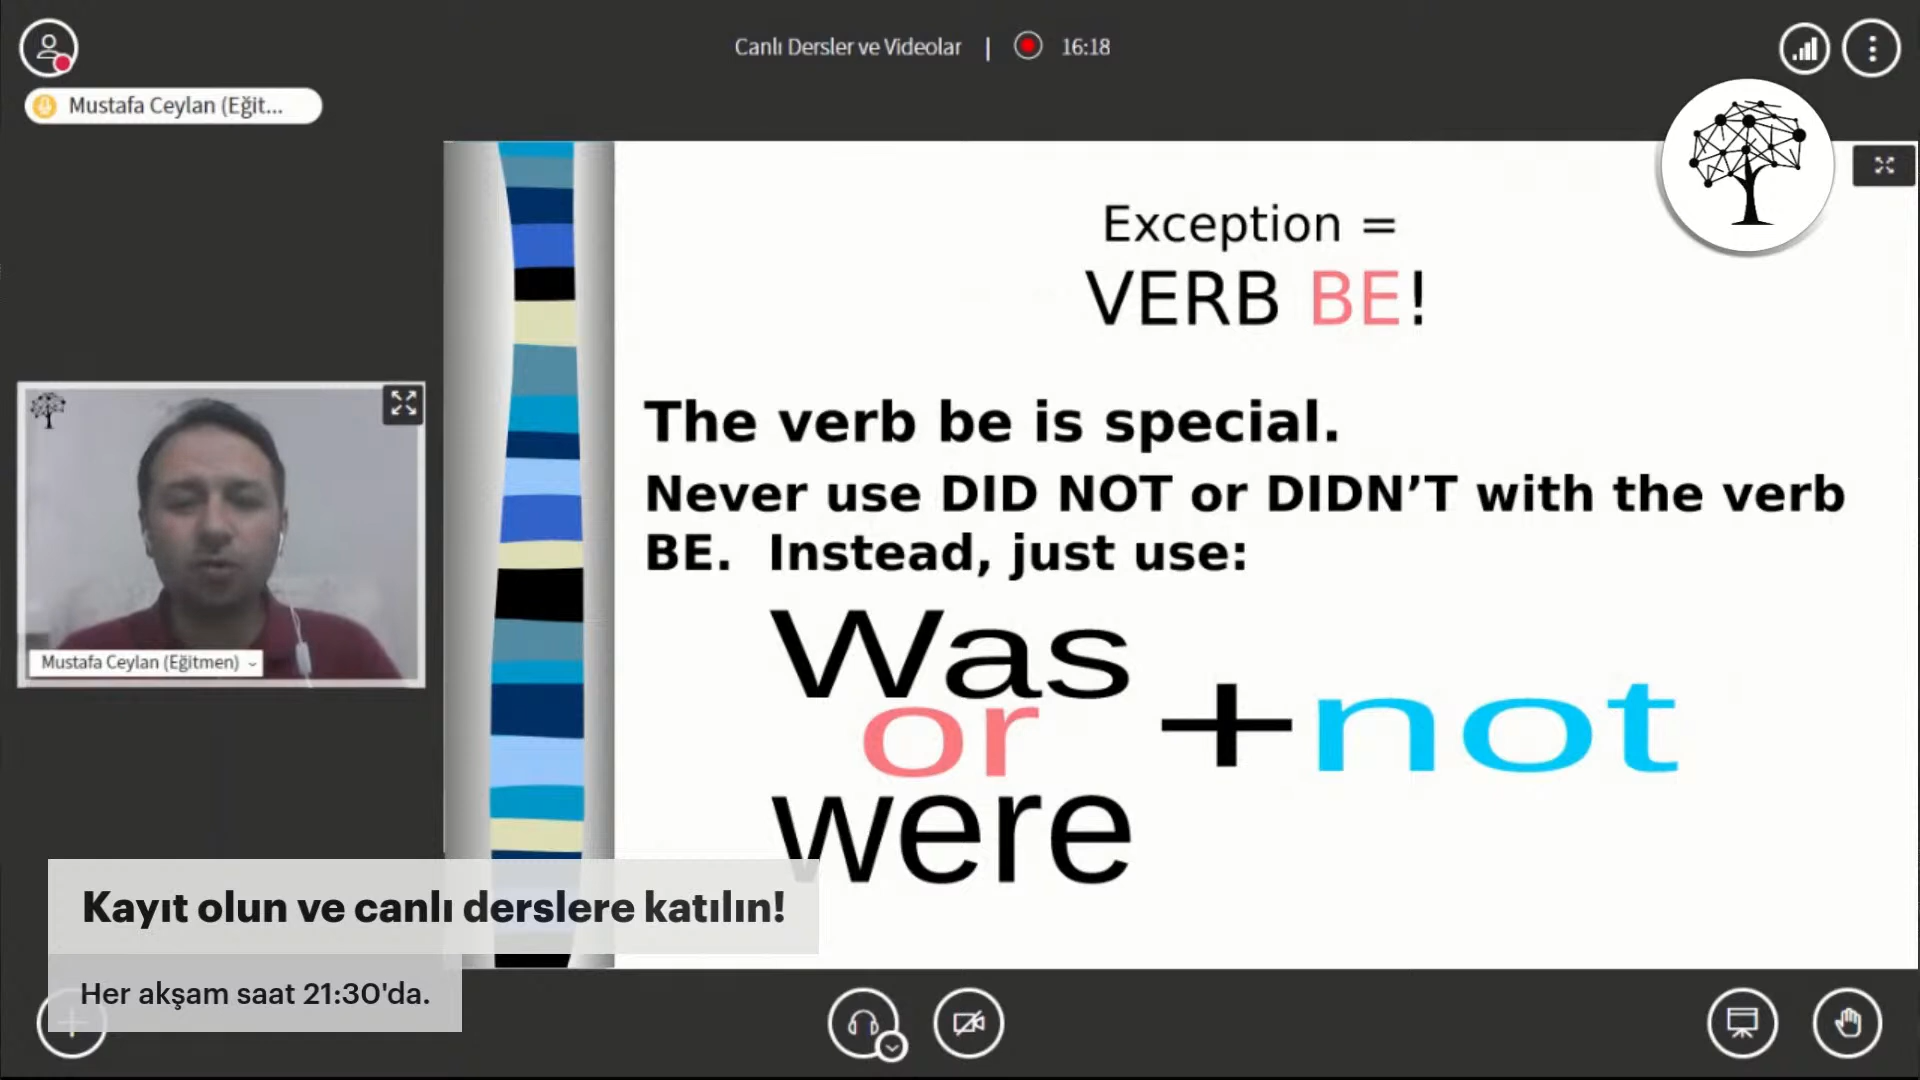 Canlı Dersler ve Videolar | 16:18
Mustafa Ceylan (Eğit...
Exception =
VERB BE!
The verb be is special.
Never use DID NOT or DIDN’T with the verb
BE. Instead, just use:
Was
or
were
+not
Mustafa Ceylan (Eğitmen)
Kayıt olun ve canlı derslere katılın!
Her akşam saat 21:30'da.